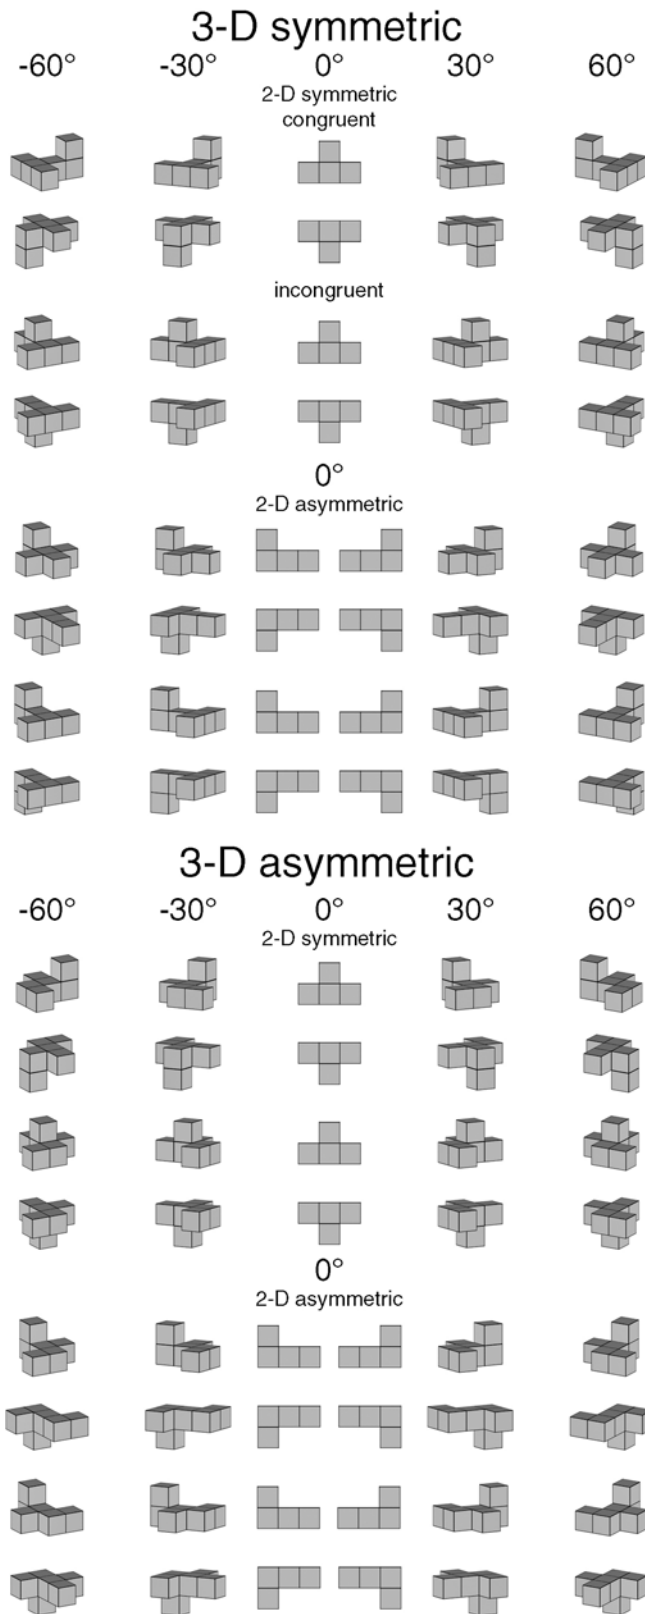 3-D symmetric
-60° -30° 0° 30° 60°
2-D symmetric
congruent
incongruent
0°
2-D asymmetric
3-D asymmetric
-60° -30° 0° 30° 60°
2-D symmetric
0°
2-D asymmetric